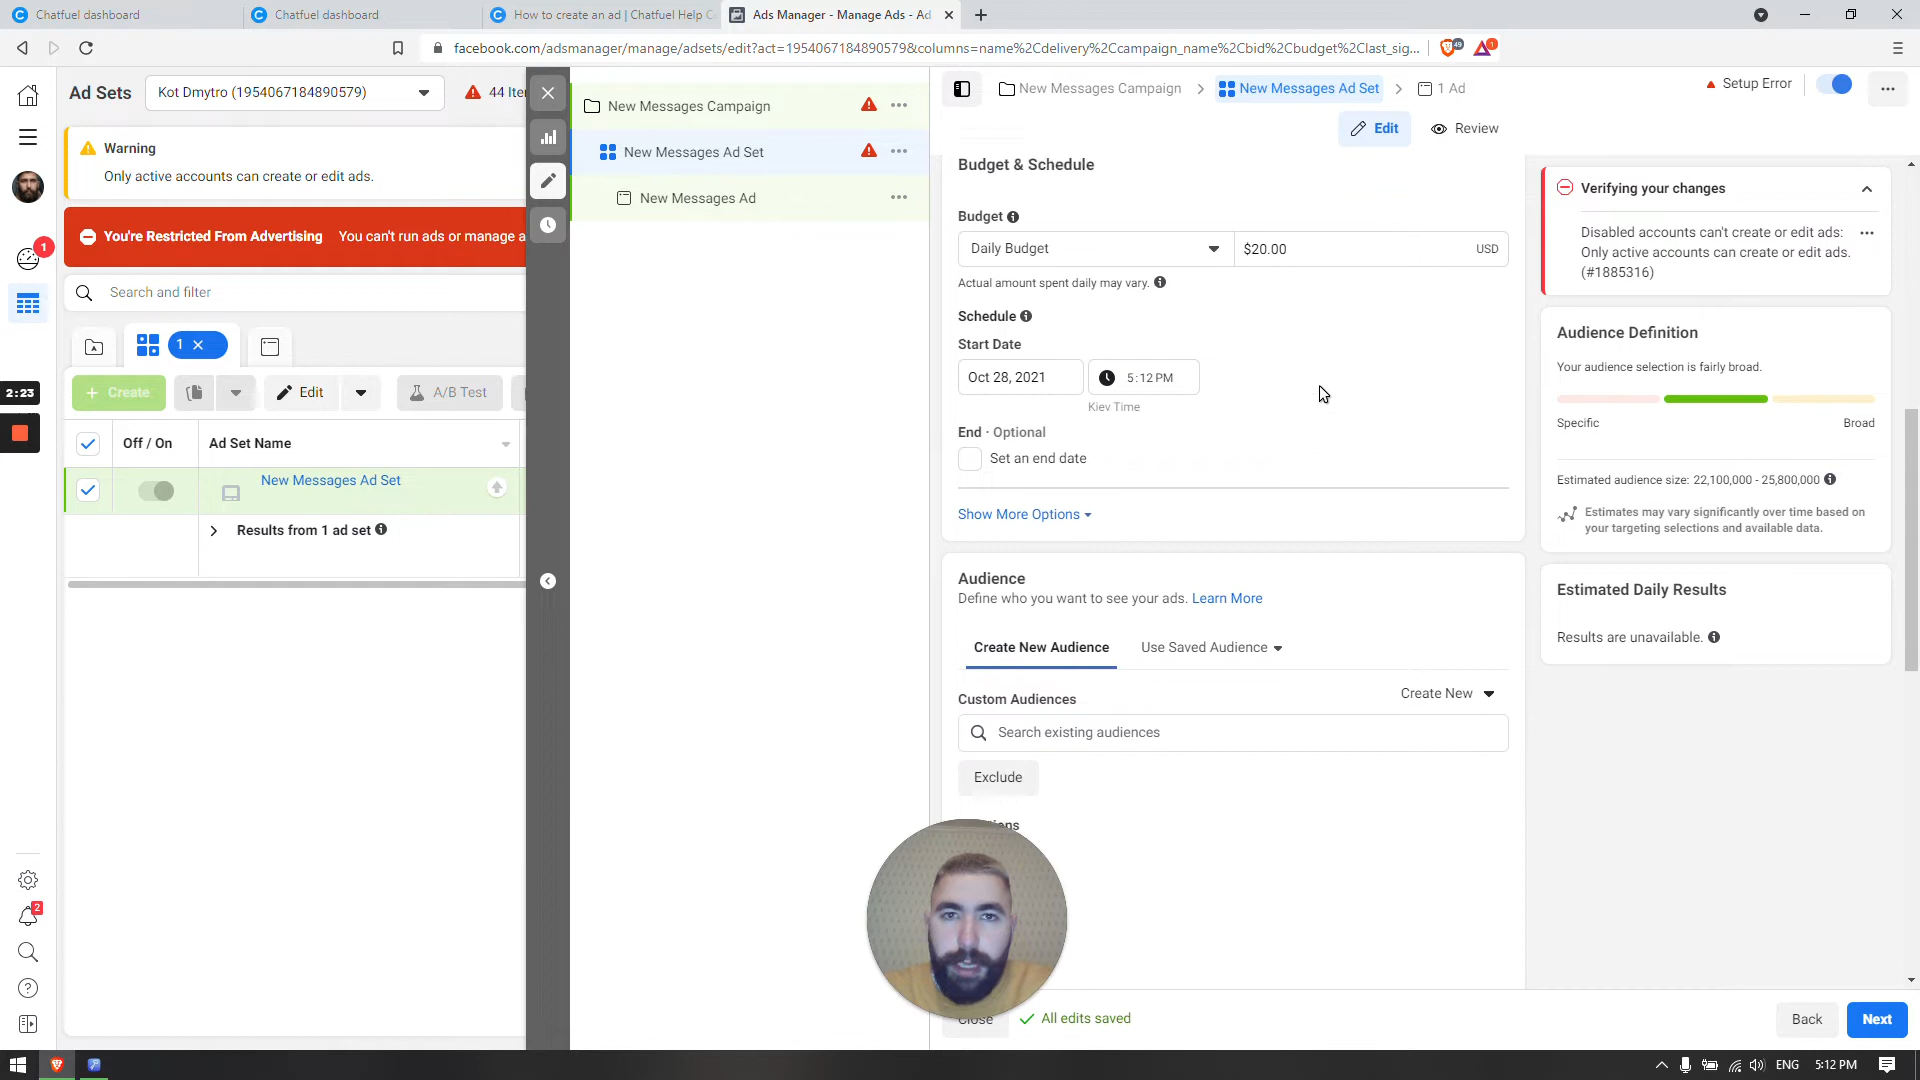 Chatfuel dashboard
Chatfuel dashboard
How to create an ad | Chatfuel Help C
Ads Manager - Manage Ads - Ad
facebook.com/adsmanager/manage/adsets/edit?act=1954067184890579&columns=name%2Cdelivery%2Ccampaign_name%2Cbid%2Cbudget%2Clast_sig...
49
1
Ad Sets
Kot Dmytro (1954067184890579)
44 Iter
Warning
Only active accounts can create or edit ads.
You're Restricted From Advertising
You can't run ads or manage a
1
Search and filter
1
Create
Edit
A/B Test
2:23
Off / On
Ad Set Name
New Messages Ad Set
Results from 1 ad set
2
New Messages Campaign
New Messages Ad Set
New Messages Ad
New Messages Campaign
New Messages Ad Set
1 Ad
Setup Error
Edit
Review
Budget & Schedule
Budget
Daily Budget
$20.00
USD
Actual amount spent daily may vary.
Schedule
Start Date
Oct 28, 2021
5:12 PM
Kiev Time
End · Optional
Set an end date
Show More Options
Audience
Define who you want to see your ads. Learn More
Create New Audience
Use Saved Audience
Custom Audiences
Create New
Search existing audiences
Exclude
Close
All edits saved
Back
Next
Verifying your changes
Disabled accounts can't create or edit ads:
Only active accounts can create or edit ads.
(#1885316)
Audience Definition
Your audience selection is fairly broad.
Specific
Broad
Estimated audience size: 22,100,000 - 25,800,000
Estimates may vary significantly over time based on
your targeting selections and available data.
Estimated Daily Results
Results are unavailable.
ENG
5:12 PM